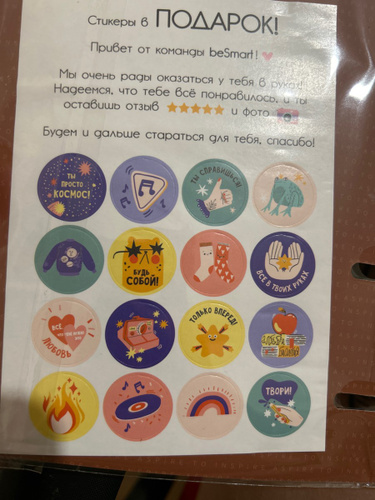 Стикеры в ПОДАРОК!
Привет от команды beSmart!
Мы очень рады оказаться у тебя в руках!
Надеемся, что тебе всё понравилось, и ты
оставишь отзыв и фото
Будем и дальше стараться для тебя, спасибо!
ТЫ
ПРОСТО
КОСМОС!
ТЫ СПРАВИШЬСЯ!
БУДЬ
СОБОЙ!
ВСЁ В ТВОИХ РУКАХ
ВСЁ,
ЛЮБОВЬ
ТОЛЬКО ВПЕРЁД!
ТВОРИ!